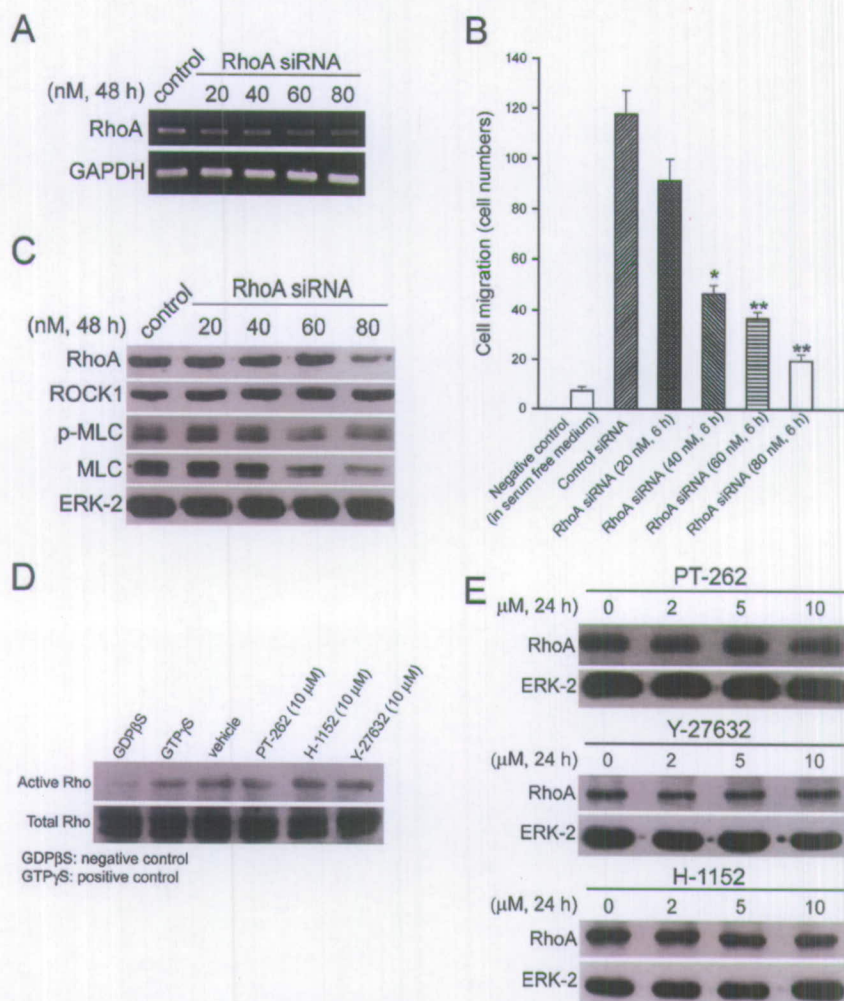 A
control
RhoA siRNA
(nM, 48 h)
20 40 60 80
RhoA
GAPDH
B
140
120
100
80
60
40
20
0
Cell migration (cell numbers)
*
**
**
Negative control
(in serum free medium)
Control siRNA
RhoA siRNA (20 nM, 6 h)
RhoA siRNA (40 nM, 6 h)
RhoA siRNA (60 nM, 6 h)
RhoA siRNA (80 nM, 6 h)
C
control
RhoA siRNA
(nM, 48 h)
20 40 60 80
RhoA
ROCK1
p-MLC
MLC
ERK-2
D
GDPβS
GTPγS
vehicle
PT-262 (10 μM)
H-1152 (10 μM)
Y-27632 (10 μM)
Active Rho
Total Rho
GDPβS: negative control
GTPγS: positive control
E
PT-262
μM, 24 h) 0 2 5 10
RhoA
ERK-2
Y-27632
(μM, 24 h) 0 2 5 10
RhoA
ERK-2
H-1152
(μM, 24 h) 0 2 5 10
RhoA
ERK-2